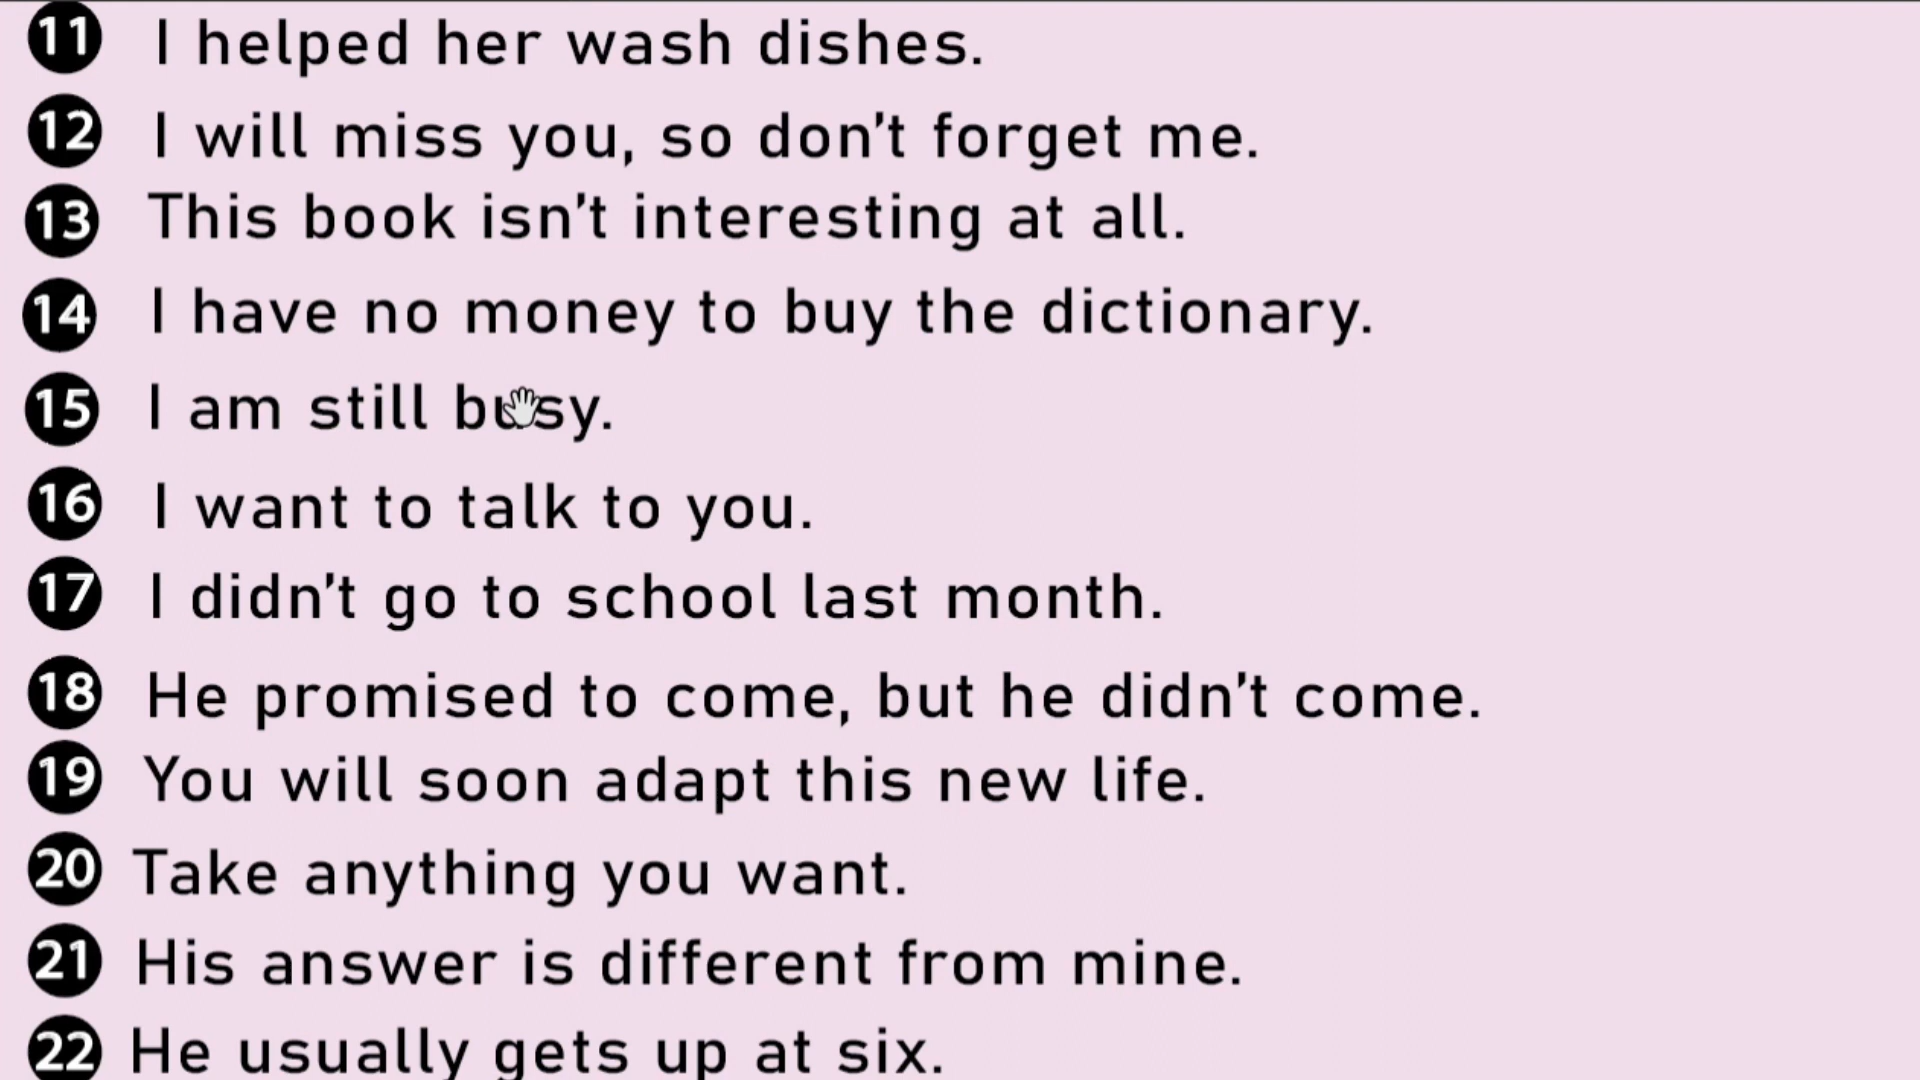 11 I helped her wash dishes.
12 I will miss you, so don't forget me.
13 This book isn't interesting at all.
14 I have no money to buy the dictionary.
15 I am still busy.
16 I want to talk to you.
17 I didn't go to school last month.
18 He promised to come, but he didn't come.
19 You will soon adapt this new life.
20 Take anything you want.
21 His answer is different from mine.
22 He usually gets up at six.